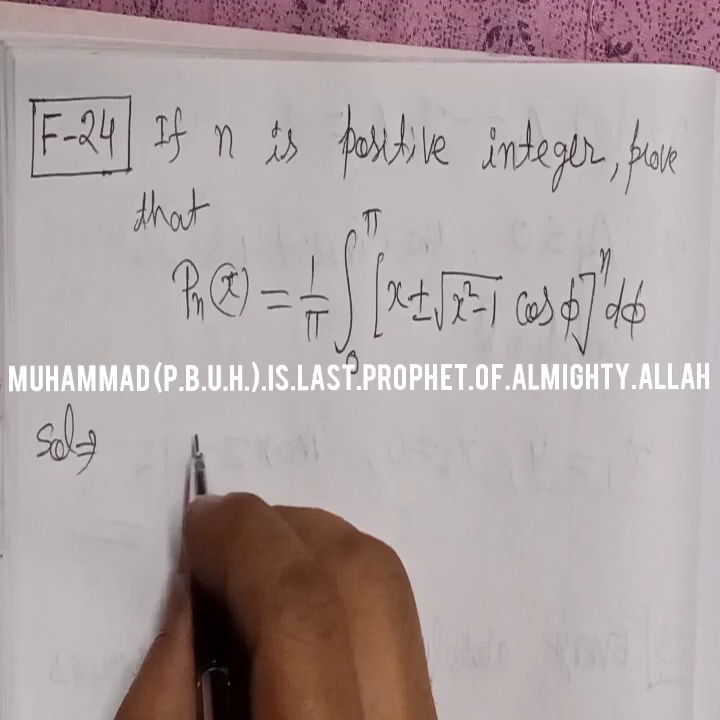 F-24 If n is positive integer, prove
that
Pn(x) = 1/π ∫₀^π [x ± √(x²-1) cos φ]ⁿ dφ
MUHAMMAD(P.B.U.H.).IS.LAST.PROPHET.OF.ALMIGHTY.ALLAH
Sol⇒